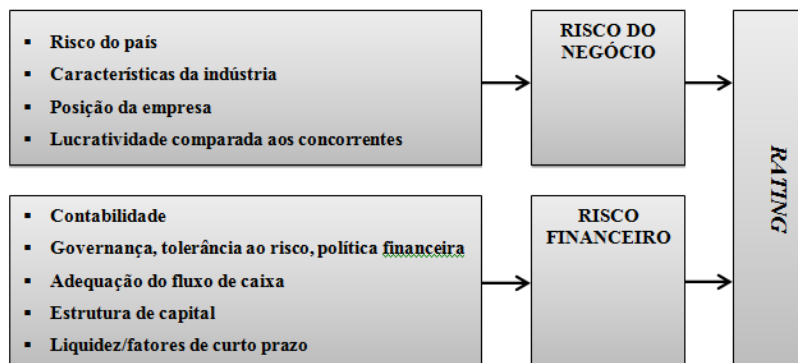 ▪ Risco do país
▪ Características da indústria
▪ Posição da empresa
▪ Lucratividade comparada aos concorrentes
RISCO DO
NEGÓCIO
▪ Contabilidade
▪ Governança, tolerância ao risco, política financeira
▪ Adequação do fluxo de caixa
▪ Estrutura de capital
▪ Liquidez/fatores de curto prazo
RISCO
FINANCEIRO
RATING